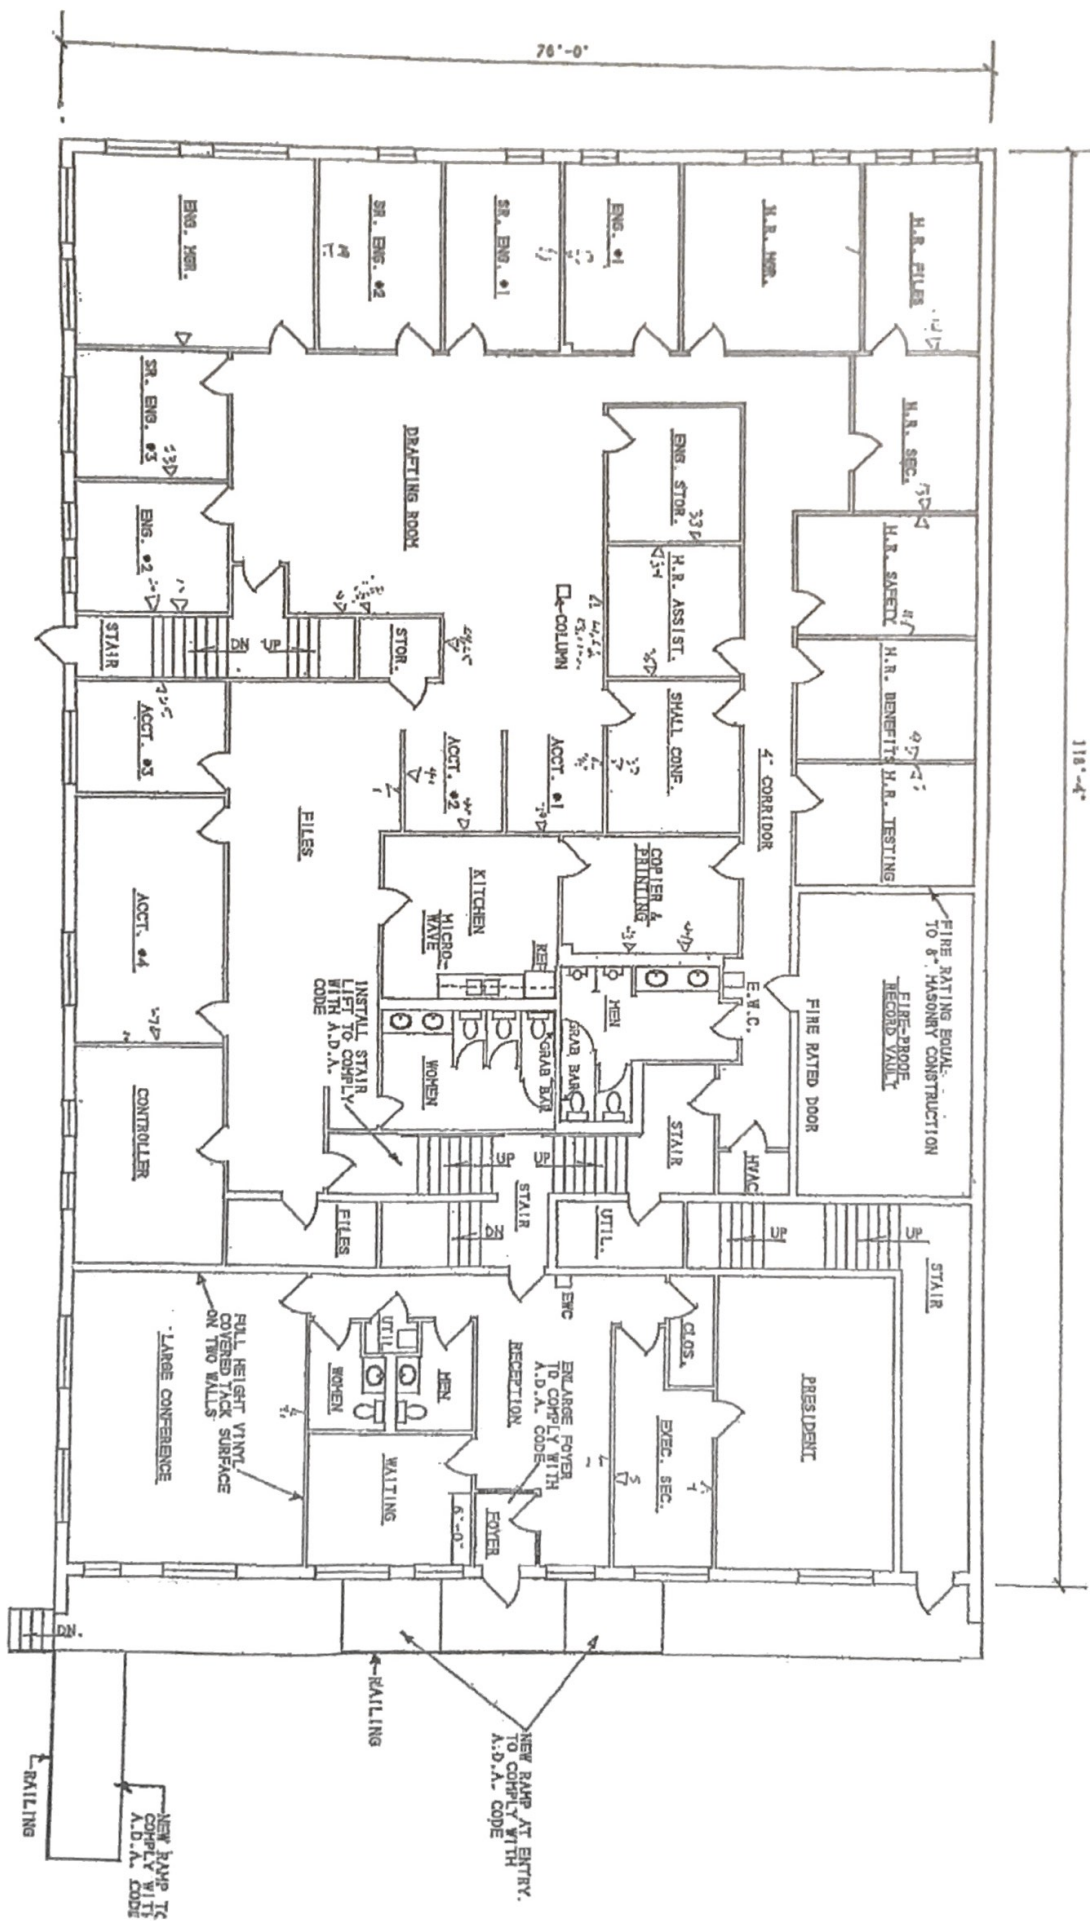 76'-0"
118'-4"
H.R. FILES
H.R. MGR.
ENG. #1
SR. ENG. #1
SR. ENG. #2
ENG. MGR.
H.R. SEC.
ENG. STOR.
33
DRAFTING ROOM
SR. ENG. #3
H.R. SAFETY
H.R. ASSIST.
34
COLUMN
ENG. #2
STOR.
UP
DN
STAIR
H.R. BENEFITS
H.R. TESTING
4' CORRIDOR
SMALL CONF.
ACCT. #1
ACCT. #2
ACCT. #3
FILES
ACCT. #4
COPIER &
PRINTING
KITCHEN
MICRO-
WAVE
REF
FIRE RATING EQUAL
TO 8" MASONRY CONSTRUCTION
FIRE-PROOF
RECORD VAULT
FIRE RATED DOOR
E.W.C.
MEN
GRAB BAR
GRAB BAR
WOMEN
INSTALL STAIR
LIFT TO COMPLY
WITH A.D.A.
CODE
CONTROLLER
HVAC
STAIR
UP
UP
STAIR
DN
UTIL.
FILES
UP
UP
STAIR
EWC
CLOS.
PRESIDENT
EXEC. SEC.
5
RECEPTION
ENLARGE FOYER
TO COMPLY WITH
A.D.A. CODE
UTIL
MEN
WOMEN
WAITING
6'-0"
FOYER
FULL HEIGHT VINYL
COVERED TACK SURFACE
ON TWO WALLS
LARGE CONFERENCE
DN.
RAILING
NEW RAMP AT ENTRY.
TO COMPLY WITH
A.D.A. CODE
RAILING
NEW RAMP TO
COMPLY WITH
A.D.A. CODE